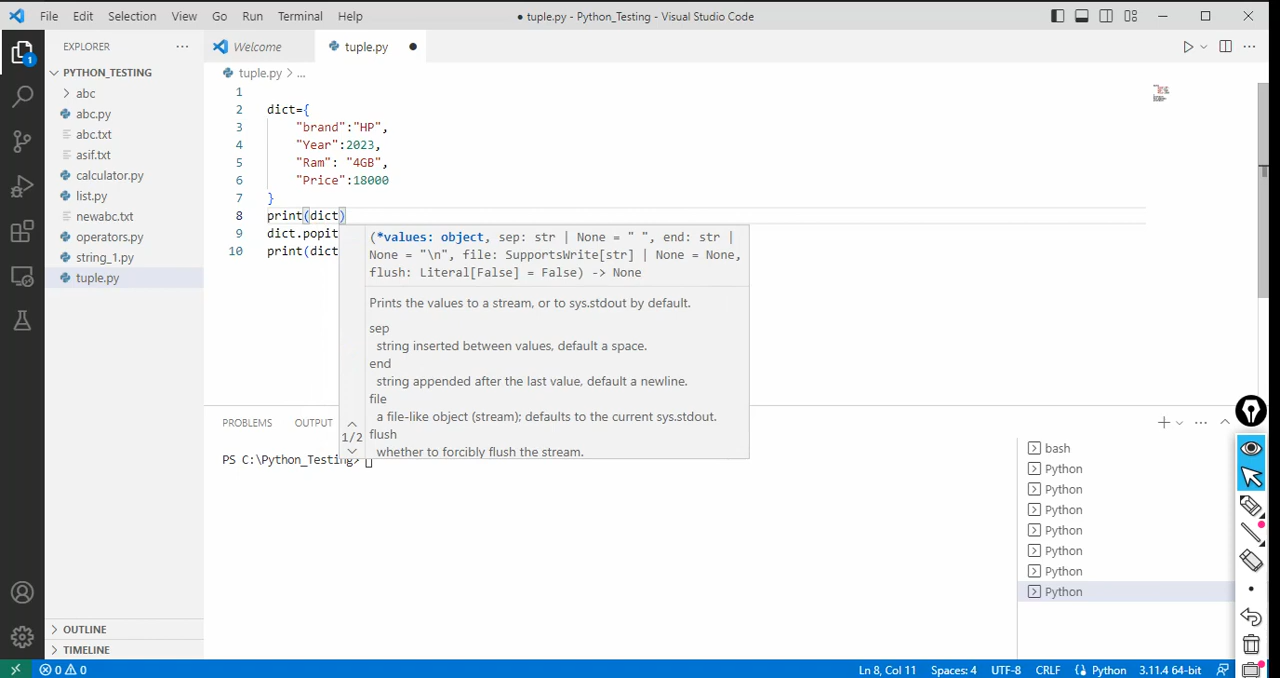 File Edit Selection View Go Run Terminal Help
● tuple.py - Python_Testing - Visual Studio Code
EXPLORER
Welcome
tuple.py
PYTHON_TESTING
tuple.py > ...
abc
abc.py
abc.txt
asif.txt
calculator.py
list.py
newabc.txt
operators.py
string_1.py
tuple.py
1
2 dict={
3 "brand":"HP",
4 "Year":2023,
5 "Ram": "4GB",
6 "Price":18000
7 }
8 print(dict)
9 dict.popit
10 print(dict
(*values: object, sep: str | None = " ", end: str |
None = "\n", file: SupportsWrite[str] | None = None,
flush: Literal[False] = False) -> None
Prints the values to a stream, or to sys.stdout by default.
sep
string inserted between values, default a space.
end
string appended after the last value, default a newline.
file
a file-like object (stream); defaults to the current sys.stdout.
flush
whether to forcibly flush the stream.
1/2
PROBLEMS OUTPUT
PS C:\Python_Testing>
bash
Python
Python
Python
Python
Python
Python
Python
OUTLINE
TIMELINE
1
0 0
Ln 8, Col 11 Spaces: 4 UTF-8 CRLF Python 3.11.4 64-bit